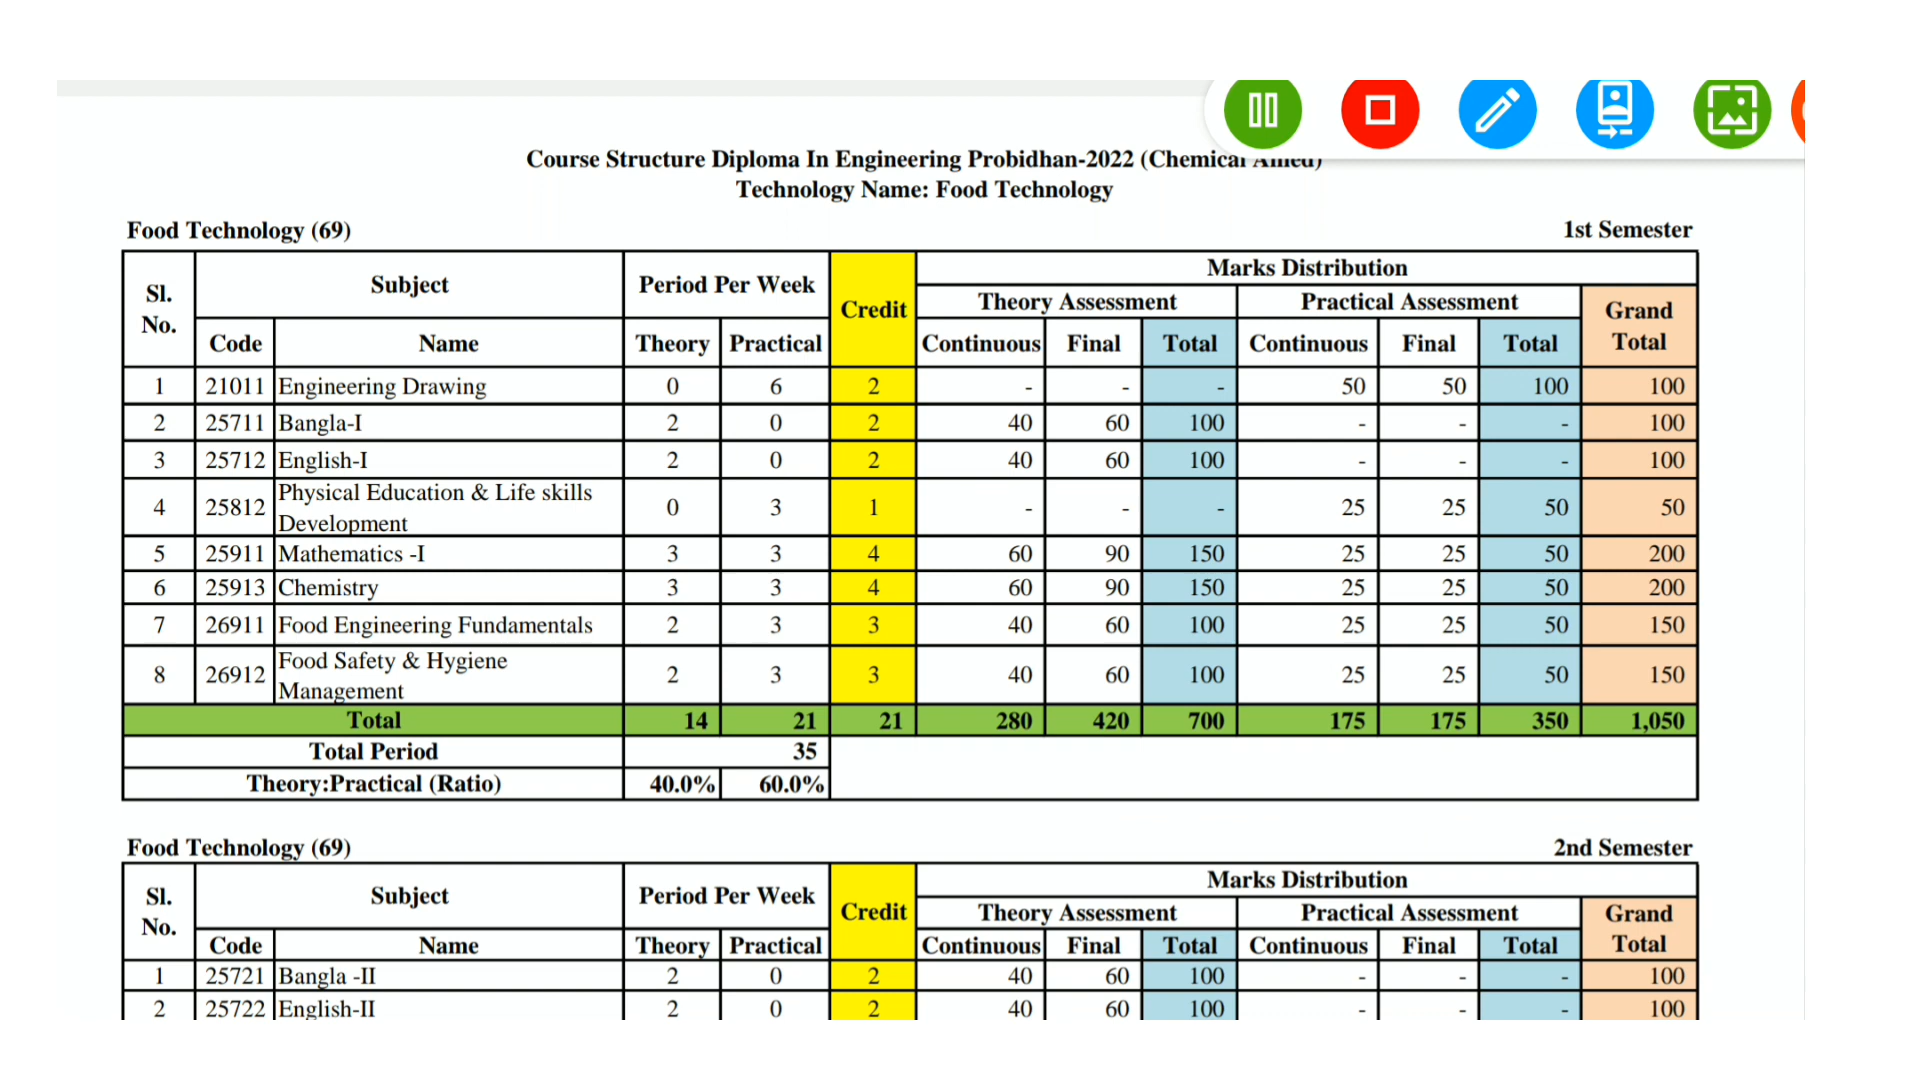 Course Structure Diploma In Engineering Probidhan-2022 (Chemical Allied)
Technology Name: Food Technology
Food Technology (69) 1st Semester
Sl. No. Subject Period Per Week Credit Marks Distribution
Theory Assessment Practical Assessment Grand Total
Code Name Theory Practical Continuous Final Total Continuous Final Total
1 21011 Engineering Drawing 0 6 2 - - - 50 50 100 100
2 25711 Bangla-I 2 0 2 40 60 100 - - - 100
3 25712 English-I 2 0 2 40 60 100 - - - 100
4 25812 Physical Education & Life skills Development 0 3 1 - - - 25 25 50 50
5 25911 Mathematics -I 3 3 4 60 90 150 25 25 50 200
6 25913 Chemistry 3 3 4 60 90 150 25 25 50 200
7 26911 Food Engineering Fundamentals 2 3 3 40 60 100 25 25 50 150
8 26912 Food Safety & Hygiene Management 2 3 3 40 60 100 25 25 50 150
Total 14 21 21 280 420 700 175 175 350 1,050
Total Period 35
Theory:Practical (Ratio) 40.0% 60.0%
Food Technology (69) 2nd Semester
Sl. No. Subject Period Per Week Credit Marks Distribution
Theory Assessment Practical Assessment Grand Total
Code Name Theory Practical Continuous Final Total Continuous Final Total
1 25721 Bangla -II 2 0 2 40 60 100 - - - 100
2 25722 English-II 2 0 2 40 60 100 - - - 100